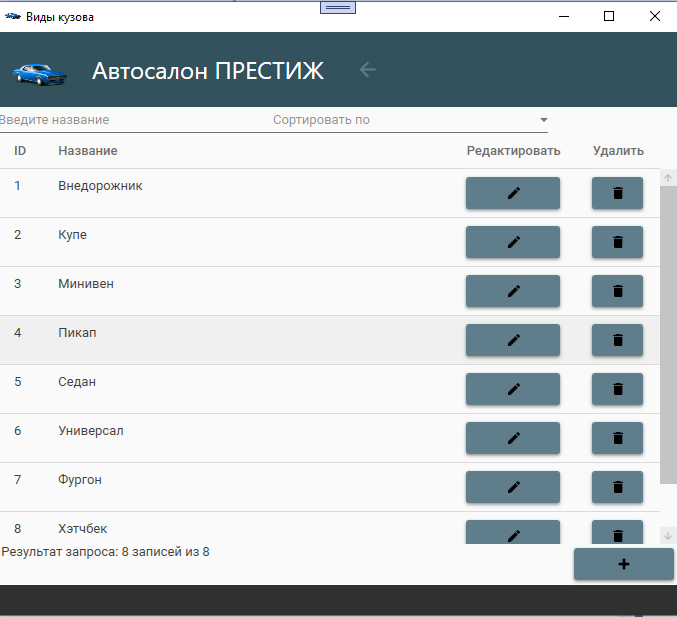 Виды кузова
Автосалон ПРЕСТИЖ
Введите название Сортировать по
ID Название Редактировать Удалить
1 Внедорожник
2 Купе
3 Минивен
4 Пикап
5 Седан
6 Универсал
7 Фургон
8 Хэтчбек
Результат запроса: 8 записей из 8